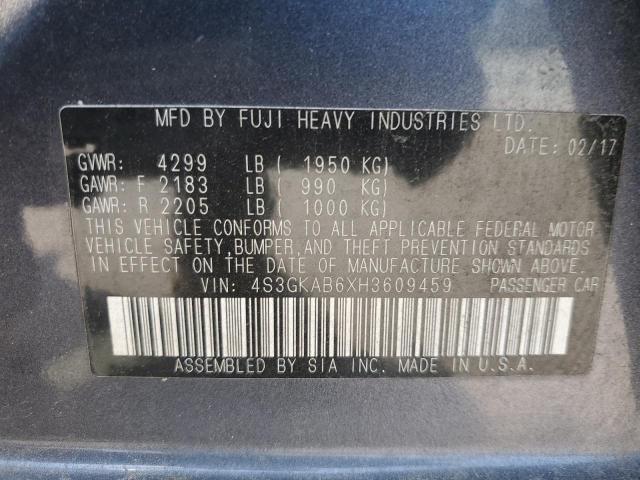 MFD BY FUJI HEAVY INDUSTRIES LTD.
DATE: 02/17
GVWR: 4299 LB ( 1950 KG)
GAWR: F 2183 LB ( 990 KG)
GAWR: R 2205 LB ( 1000 KG)
THIS VEHICLE CONFORMS TO ALL APPLICABLE FEDERAL MOTOR
VEHICLE SAFETY,BUMPER,AND THEFT PREVENTION STANDARDS
IN EFFECT ON THE DATE OF MANUFACTURE SHOWN ABOVE.
VIN: 4S3GKAB6XH3609459 PASSENGER CAR
ASSEMBLED BY SIA INC. MADE IN U.S.A.